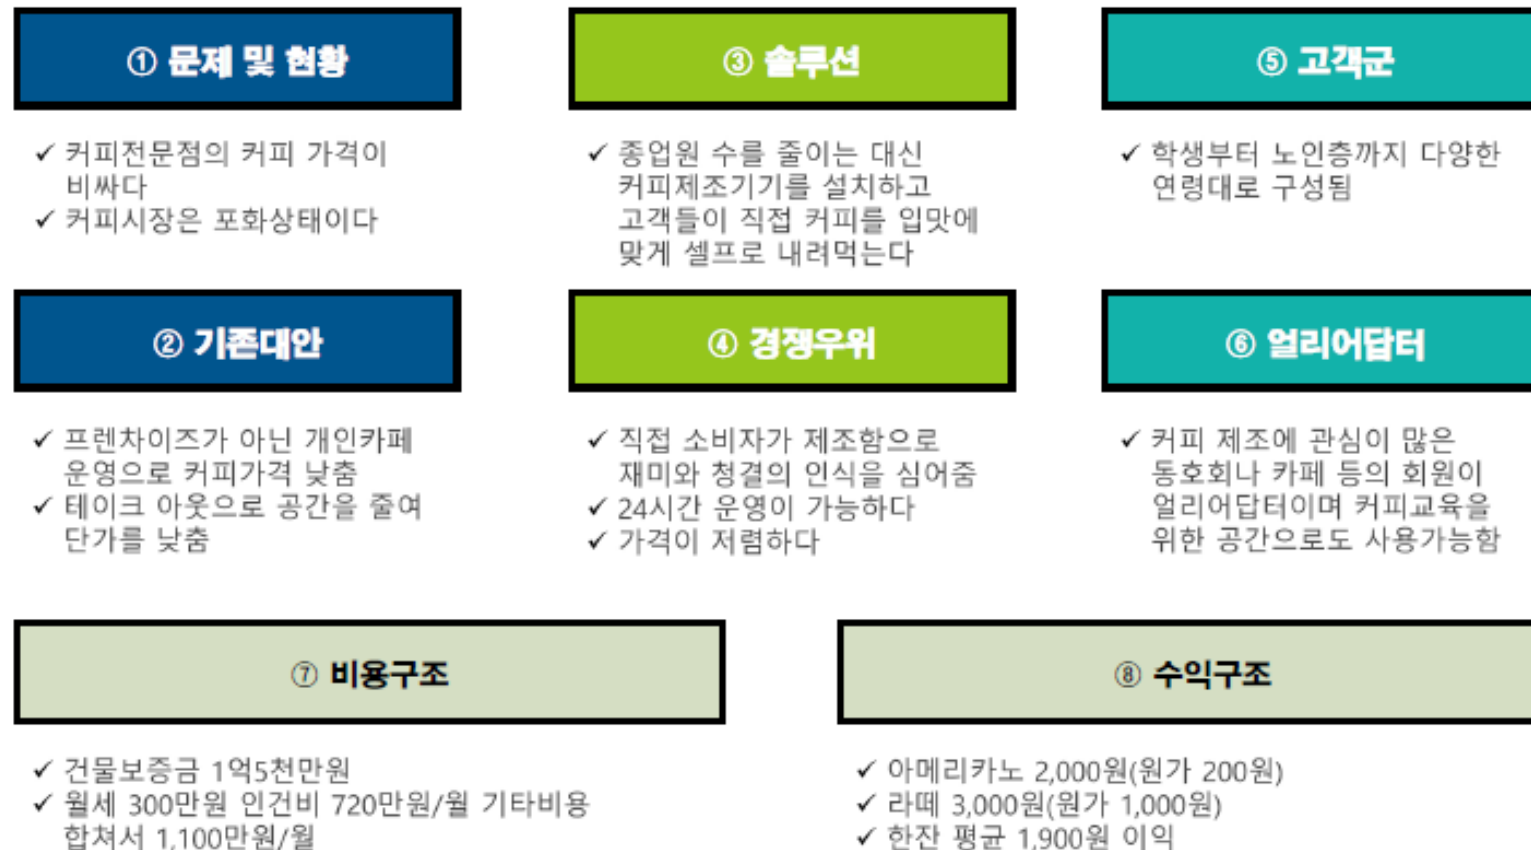 ① 문제 및 현황
✓ 커피전문점의 커피 가격이
비싸다
✓ 커피시장은 포화상태이다
② 기존대안
✓ 프렌차이즈가 아닌 개인카페
운영으로 커피가격 낮춤
✓ 테이크 아웃으로 공간을 줄여
단가를 낮춤
③ 솔루션
✓ 종업원 수를 줄이는 대신
커피제조기기를 설치하고
고객들이 직접 커피를 입맛에
맞게 셀프로 내려먹는다
④ 경쟁우위
✓ 직접 소비자가 제조함으로
재미와 청결의 인식을 심어줌
✓ 24시간 운영이 가능하다
✓ 가격이 저렴하다
⑤ 고객군
✓ 학생부터 노인층까지 다양한
연령대로 구성됨
⑥ 얼리어답터
✓ 커피 제조에 관심이 많은
동호회나 카페 등의 회원이
얼리어답터이며 커피교육을
위한 공간으로도 사용가능함
⑦ 비용구조
✓ 건물보증금 1억5천만원
✓ 월세 300만원 인건비 720만원/월 기타비용
합쳐서 1,100만원/월
⑧ 수익구조
✓ 아메리카노 2,000원(원가 200원)
✓ 라떼 3,000원(원가 1,000원)
✓ 한잔 평균 1,900원 이익